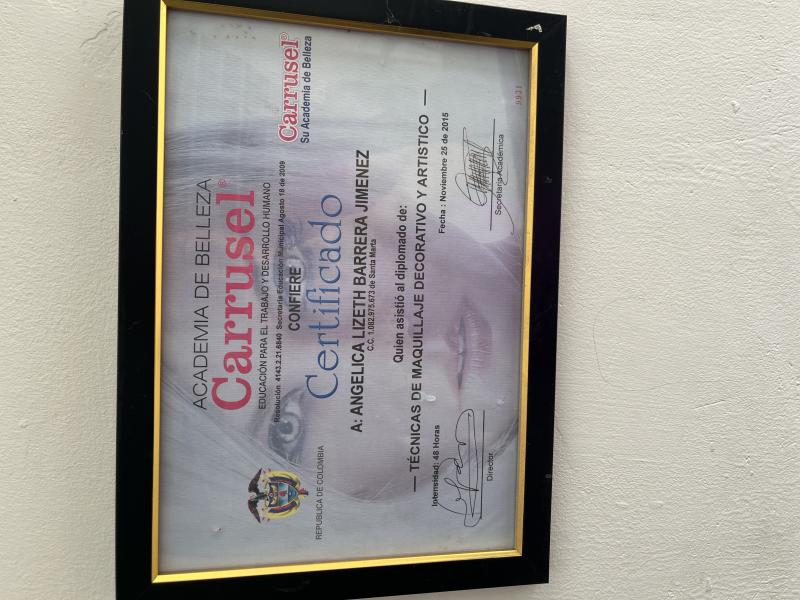 ACADEMIA DE BELLEZA
Carrusel®
EDUCACIÓN PARA EL TRABAJO Y DESARROLLO HUMANO
Resolución 4143.2.21.6840 Secretaria Educación Municipal Agosto 18 de 2009
Carrusel®
Su Academia de Belleza
REPUBLICA DE COLOMBIA
CONFIERE
Certificado
A: ANGELICA LIZETH BARRERA JIMENEZ
C.C. 1.082.975.673 de Santa Marta
Quien asistió al diplomado de:
— TÉCNICAS DE MAQUILLAJE DECORATIVO Y ARTISTICO —
Intensidad: 48 Horas
Fecha : Noviembre 25 de 2015
Director
Secretaria Académica
9931